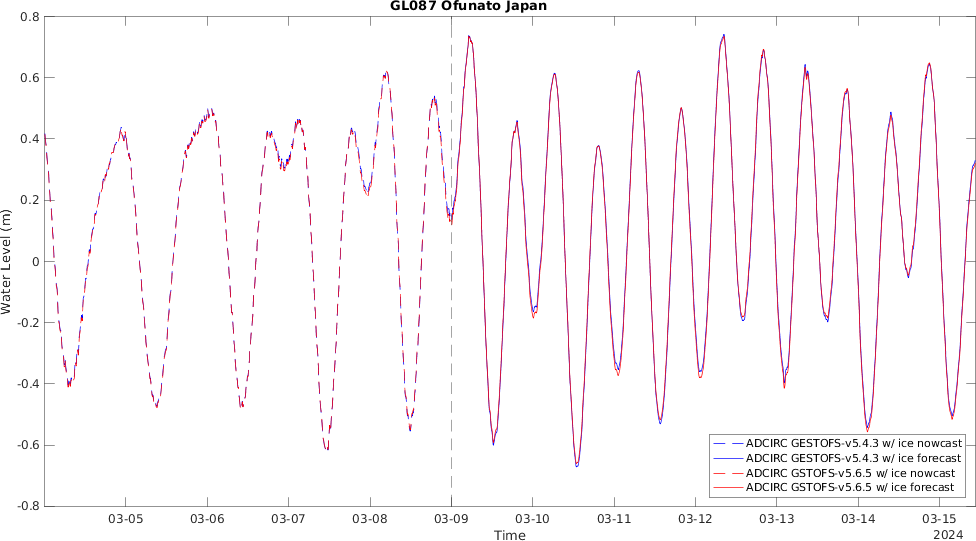 GL087 Ofunato Japan
0.8
0.6
0.4
0.2
0
-0.2
-0.4
-0.6
-0.8
Water Level (m)
ADCIRC GESTOFS-v5.4.3 w/ ice nowcast
ADCIRC GESTOFS-v5.4.3 w/ ice forecast
ADCIRC GSTOFS-v5.6.5 w/ ice nowcast
ADCIRC GSTOFS-v5.6.5 w/ ice forecast
03-05 03-06 03-07 03-08 03-09 03-10 03-11 03-12 03-13 03-14 03-15
Time
2024